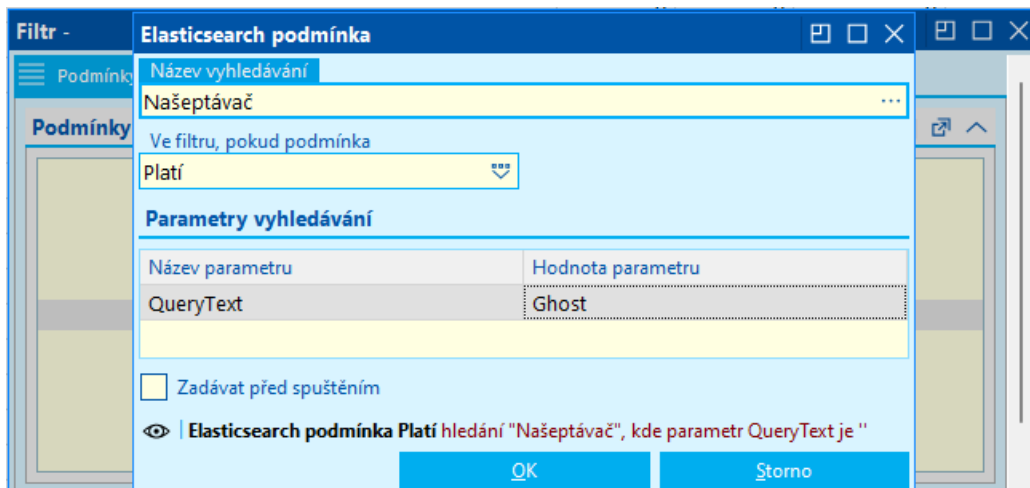 Filtr -
Elasticsearch podmínka
Podmínky
Název vyhledávání
Našeptávač
Podmínky
Ve filtru, pokud podmínka
Platí
Parametry vyhledávání
Název parametru Hodnota parametru
QueryText Ghost
Zadávat před spuštěním
Elasticsearch podmínka Platí hledání "Našeptávač", kde parametr QueryText je ''
OK Storno